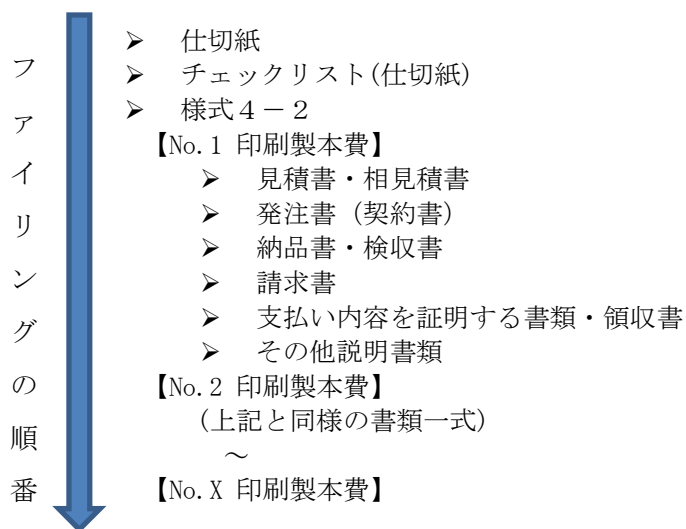 ファイリングの順番
➢ 仕切紙
➢ チェックリスト(仕切紙)
➢ 様式４－２
【No.1 印刷製本費】
➢ 見積書・相見積書
➢ 発注書（契約書）
➢ 納品書・検収書
➢ 請求書
➢ 支払い内容を証明する書類・領収書
➢ その他説明書類
【No.2 印刷製本費】
(上記と同様の書類一式)
～
【No.X 印刷製本費】